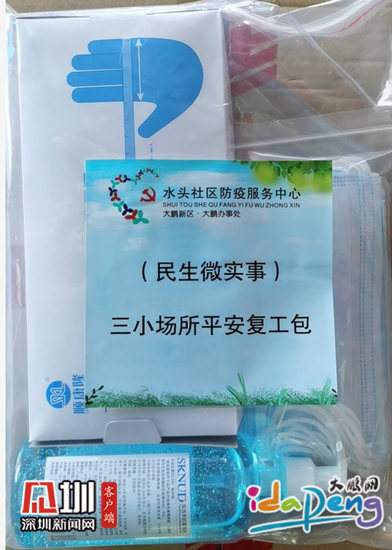 水头社区防疫服务中心
SHUI TOU SHE QU FANG YI FU WU ZHONG XIN
大鹏新区·大鹏办事处
（民生微实事）
三小场所平安复工包
SKNUD
圳
客户端
深圳新闻网
大鹏网
idapeng